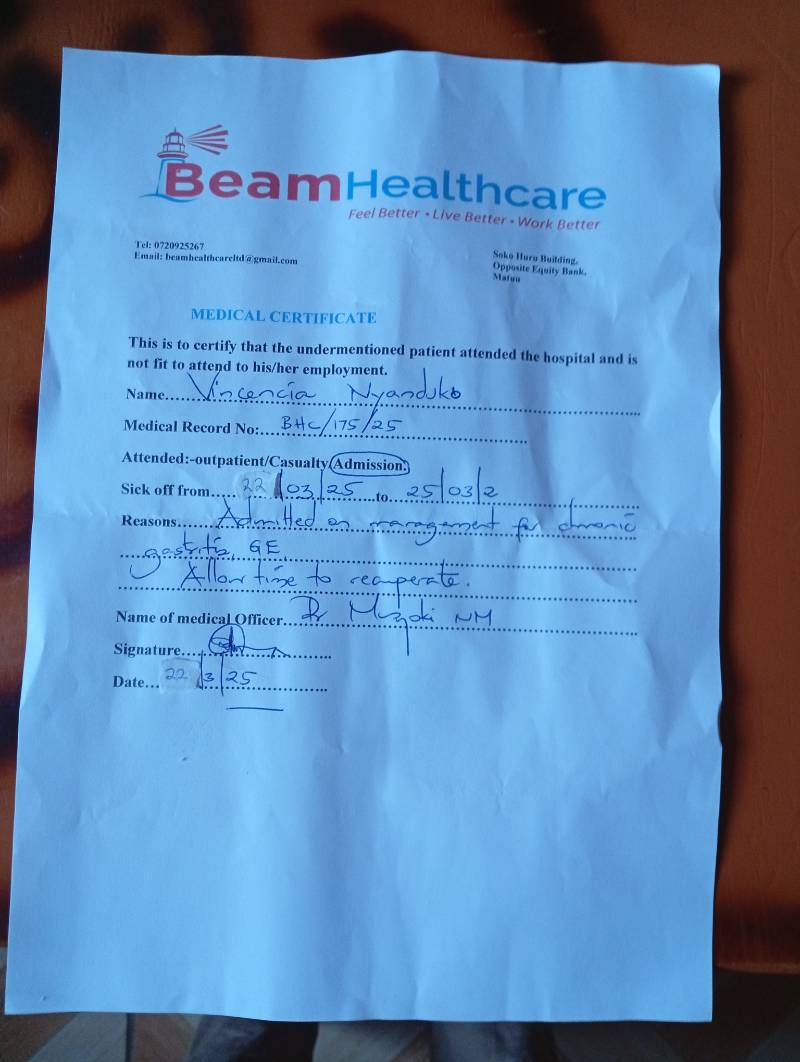 BeamHealthcare
Feel Better • Live Better • Work Better
Tel: 0720925267
Email: beamhealthcareltd@gmail.com
Soko Huru Building,
Opposite Equity Bank,
Matuu
MEDICAL CERTIFICATE
This is to certify that the undermentioned patient attended the hospital and is
not fit to attend to his/her employment.
Name.....Vincencia Nyanduko
Medical Record No:....BHC/175/25
Attended:-outpatient/Casualty/Admission.
Sick off from.....22/03/25.....to...25/03/2
Reasons.....Admitted on management for chronic
gastritis, GE.
Allow time to recuperate.
Name of medical Officer...Dr NM
Signature.....
Date...22/3/25